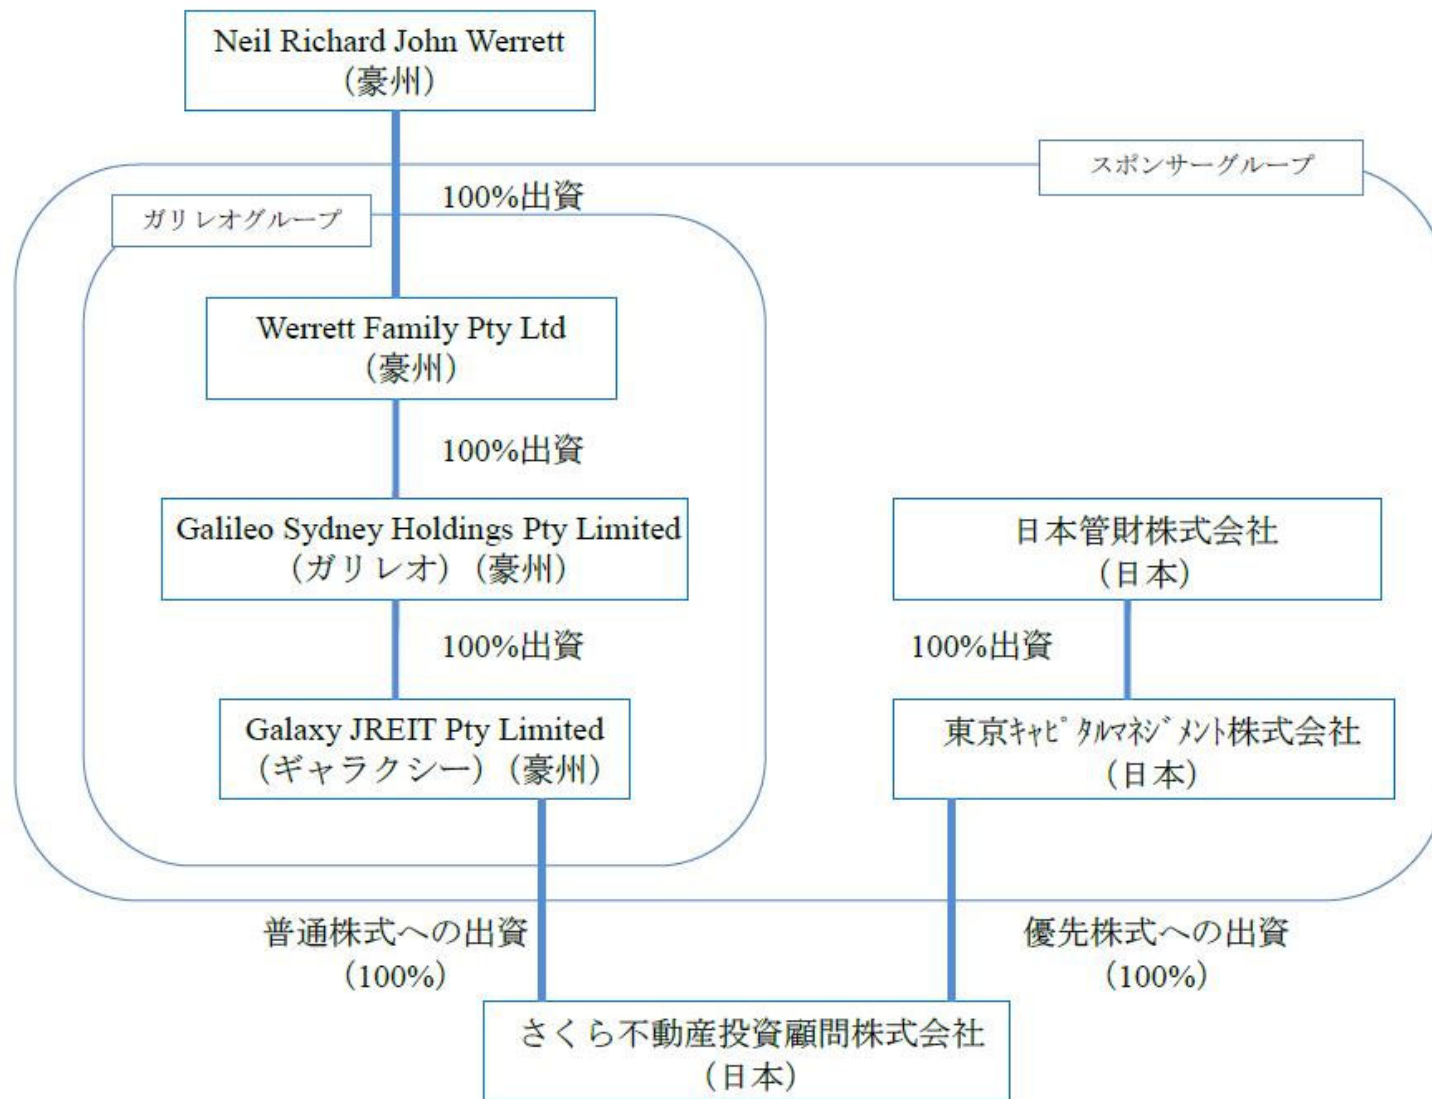 Neil Richard John Werrett
（豪州）
スポンサーグループ
100%出資
ガリレオグループ
Werrett Family Pty Ltd
（豪州）
100%出資
Galileo Sydney Holdings Pty Limited
（ガリレオ）（豪州）
日本管財株式会社
（日本）
100%出資
100%出資
Galaxy JREIT Pty Limited
（ギャラクシー）（豪州）
東京ｷｬﾋﾟﾀﾙﾏﾈｼﾞﾒﾝﾄ株式会社
（日本）
普通株式への出資
（100%）
優先株式への出資
（100%）
さくら不動産投資顧問株式会社
（日本）